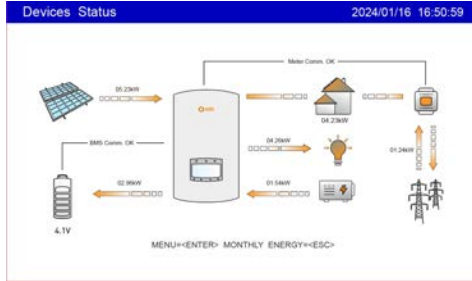 Devices Status 2024/01/16 16:50:59
Meter Comm. OK
05.23kW
04.23kW
BMS Comm. OK
04.26kW
01.24kW
02.96kW
01.54kW
4.1V
MENU=<ENTER> MONTHLY ENERGY=<ESC>